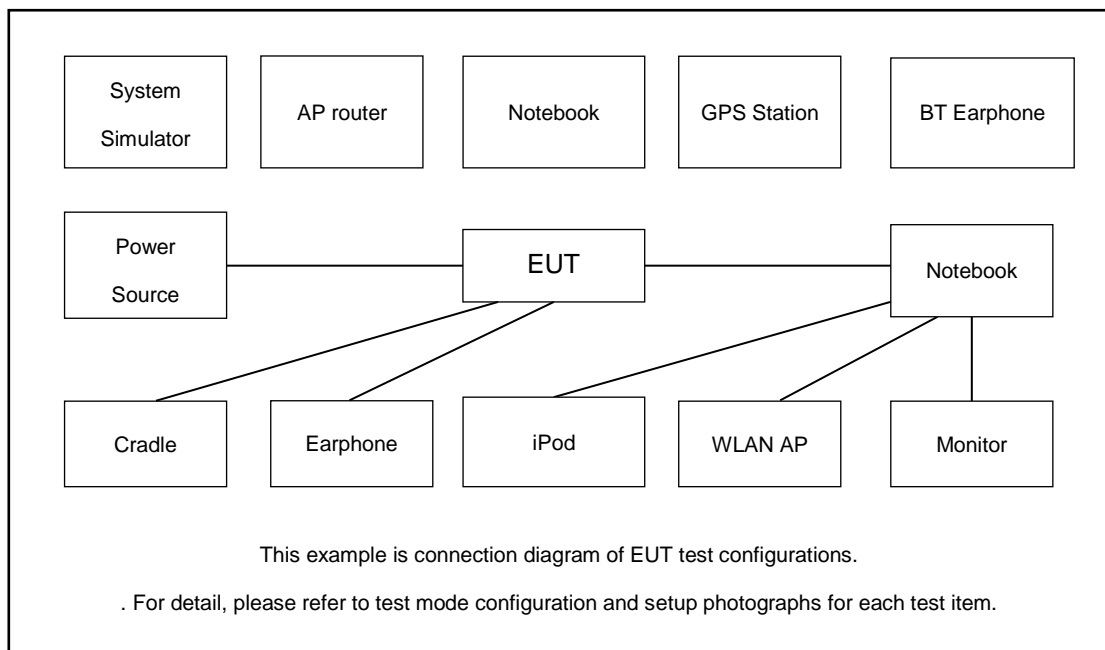 System
Simulator
AP router
Notebook
GPS Station
BT Earphone
Power
Source
EUT
Notebook
Cradle
Earphone
iPod
WLAN AP
Monitor
This example is connection diagram of EUT test configurations.
. For detail, please refer to test mode configuration and setup photographs for each test item.